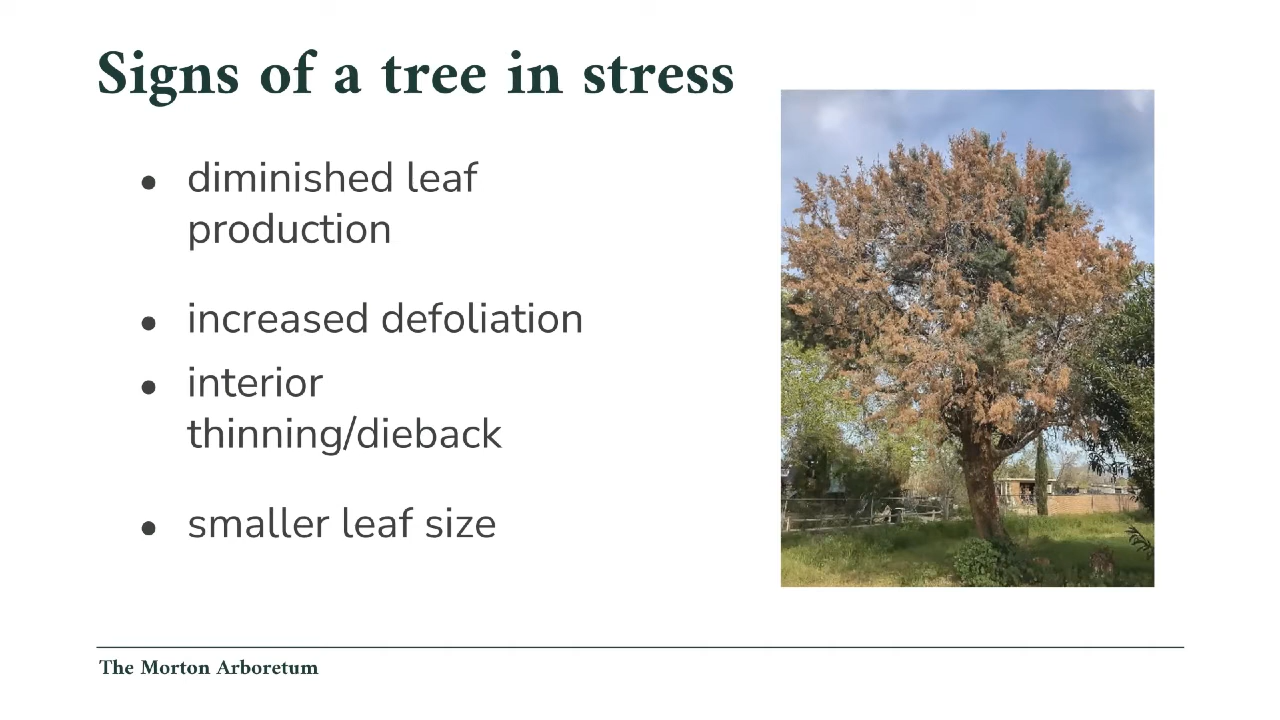 Signs of a tree in stress
• diminished leaf
production
• increased defoliation
• interior
thinning/dieback
• smaller leaf size
The Morton Arboretum